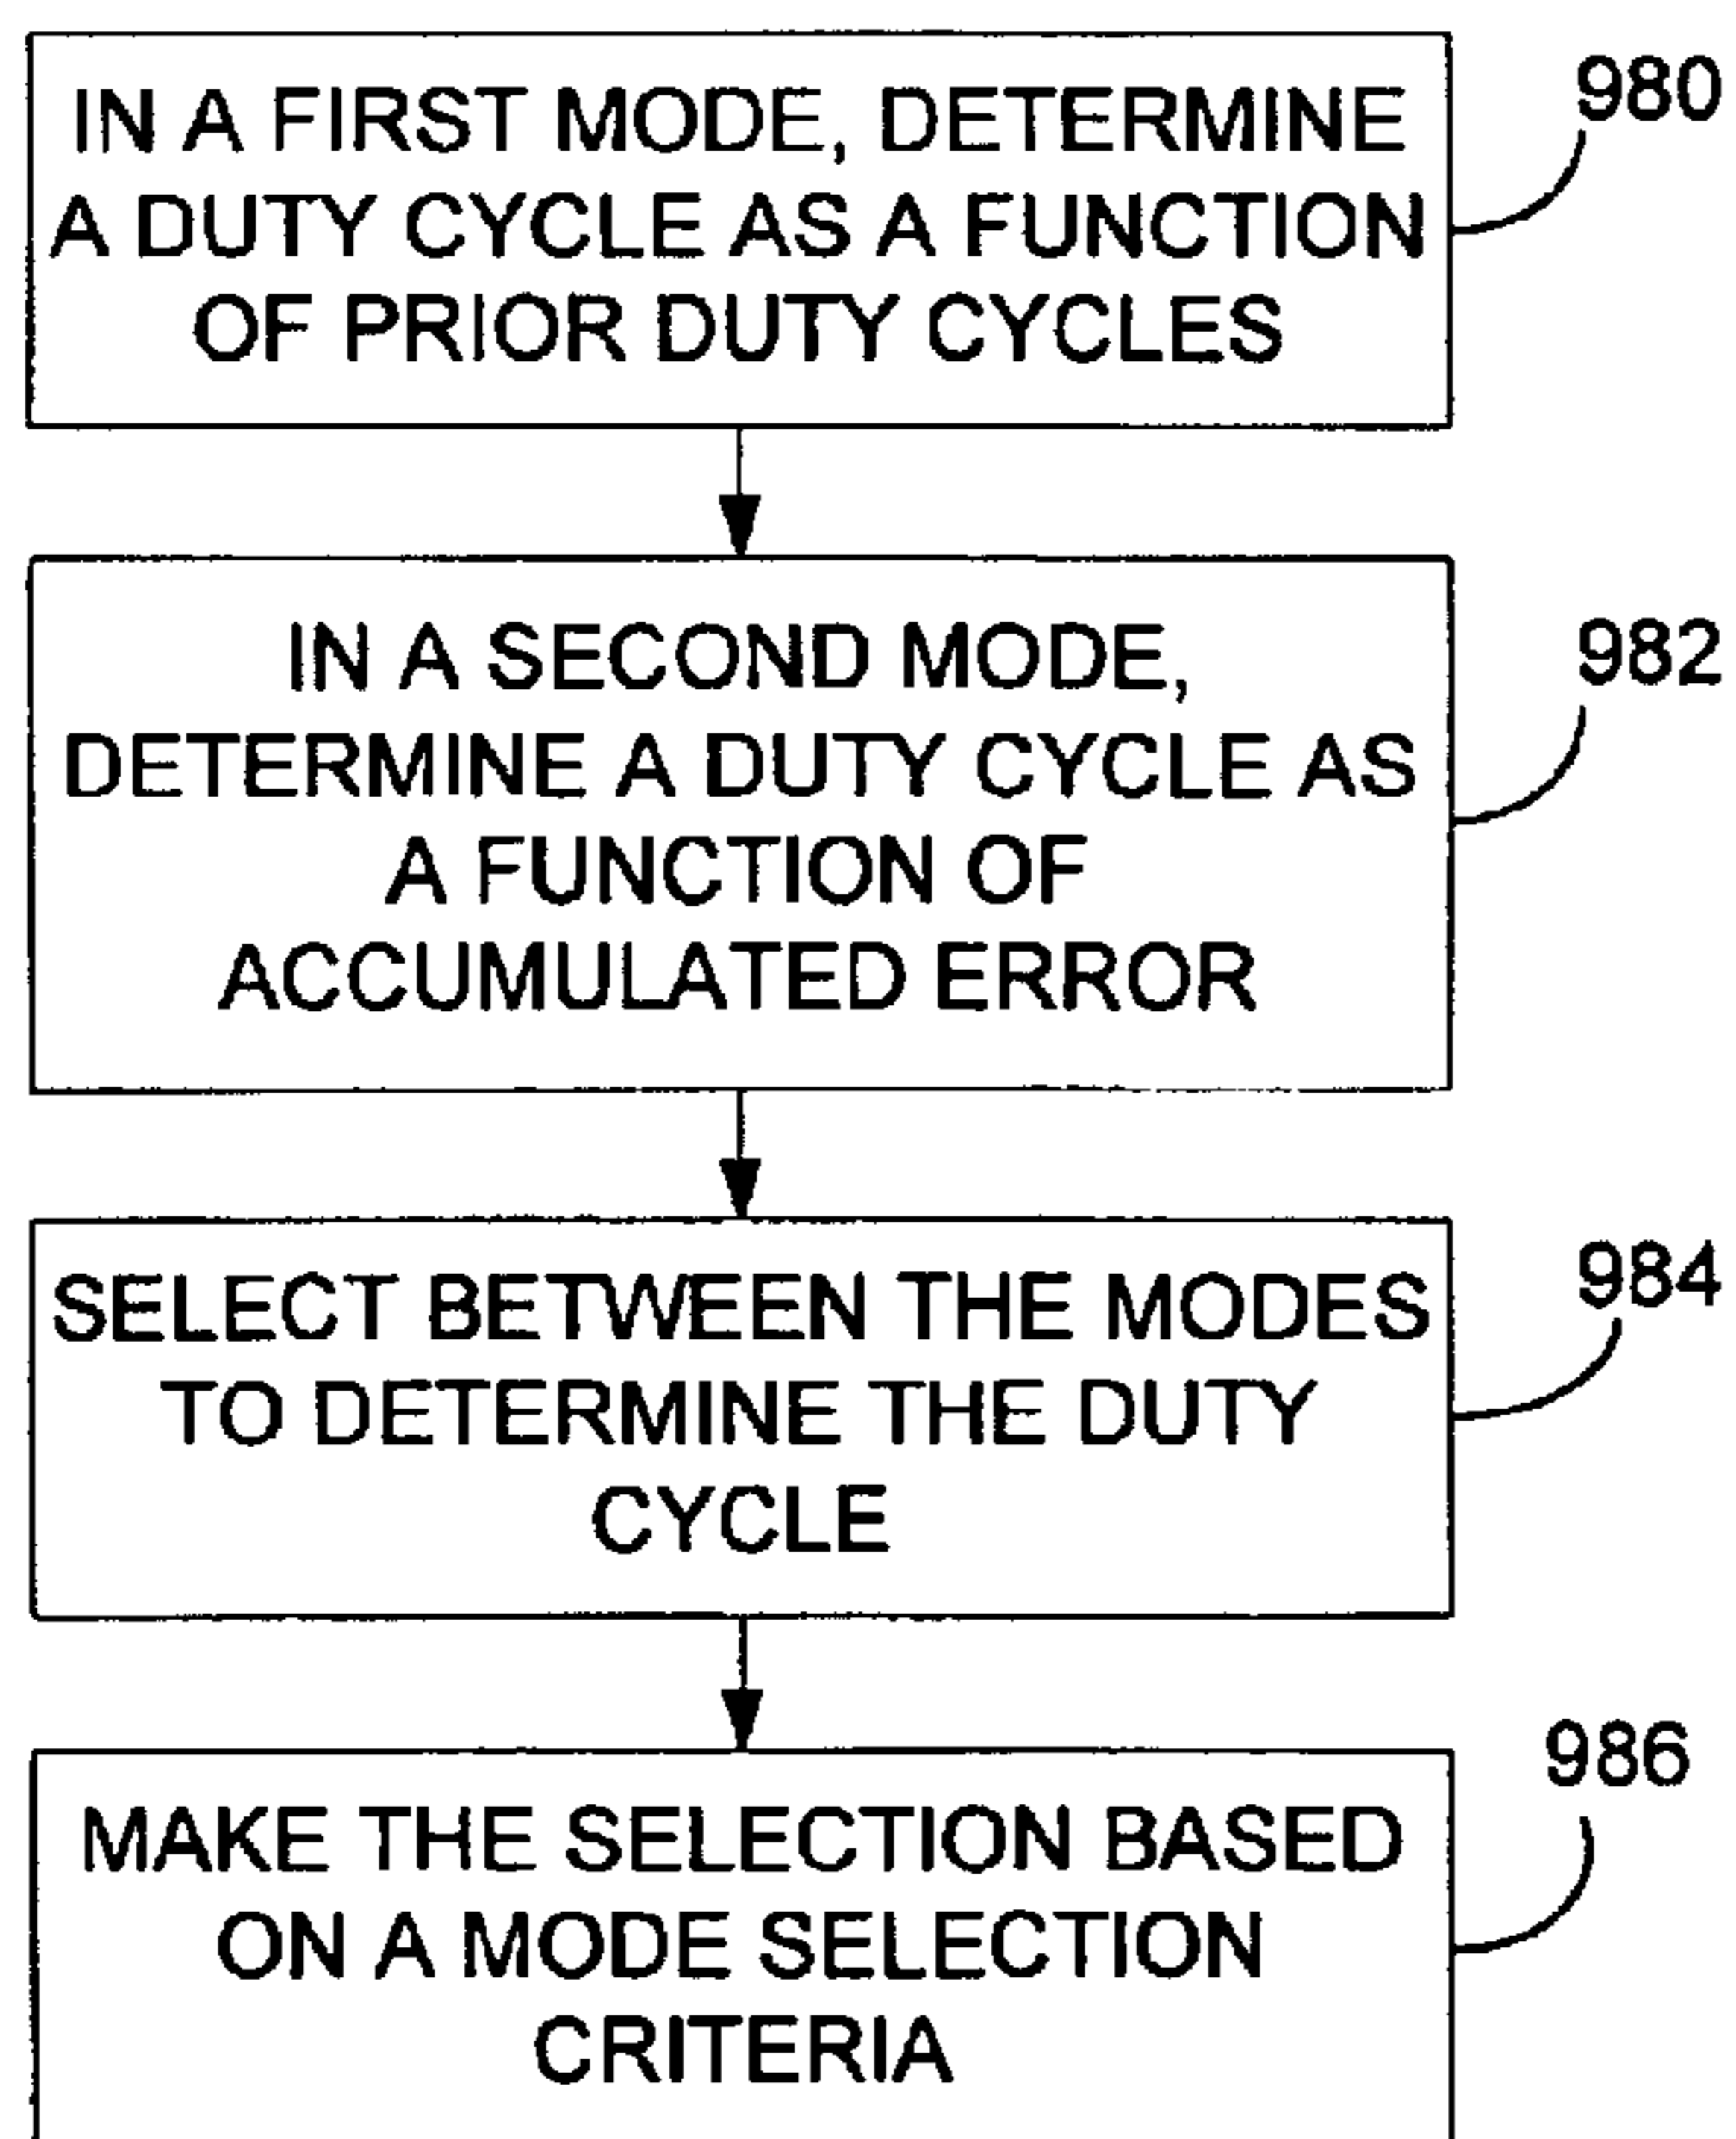 IN A FIRST MODE, DETERMINE
A DUTY CYCLE AS A FUNCTION
OF PRIOR DUTY CYCLES
980
IN A SECOND MODE,
DETERMINE A DUTY CYCLE AS
A FUNCTION OF
ACCUMULATED ERROR
982
SELECT BETWEEN THE MODES
TO DETERMINE THE DUTY
CYCLE
984
MAKE THE SELECTION BASED
ON A MODE SELECTION
CRITERIA
986